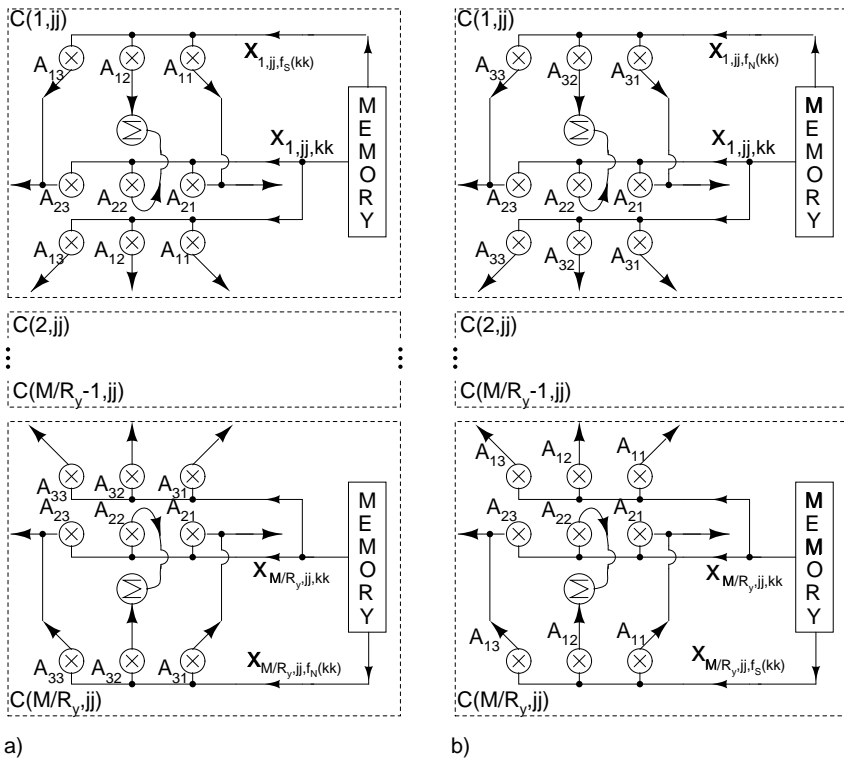 C(1,jj)
X1,jj,fS(kk)
A13 A12 A11
MEMORY
Σ
X1,jj,kk
A23 A22 A21
A13 A12 A11
C(2,jj)
C(M/Ry-1,jj)
A33 A32 A31
A23 A22 A21
MEMORY
XM/Ry,jj,kk
Σ
A33 A32 A31
XM/Ry,jj,fN(kk)
C(M/Ry,jj)
a)
C(1,jj)
X1,jj,fN(kk)
A33 A32 A31
MEMORY
Σ
X1,jj,kk
A23 A22 A21
A33 A32 A31
C(2,jj)
C(M/Ry-1,jj)
A13 A12 A11
A23 A22 A21
MEMORY
XM/Ry,jj,kk
Σ
A13 A12 A11
XM/Ry,jj,fS(kk)
C(M/Ry,jj)
b)